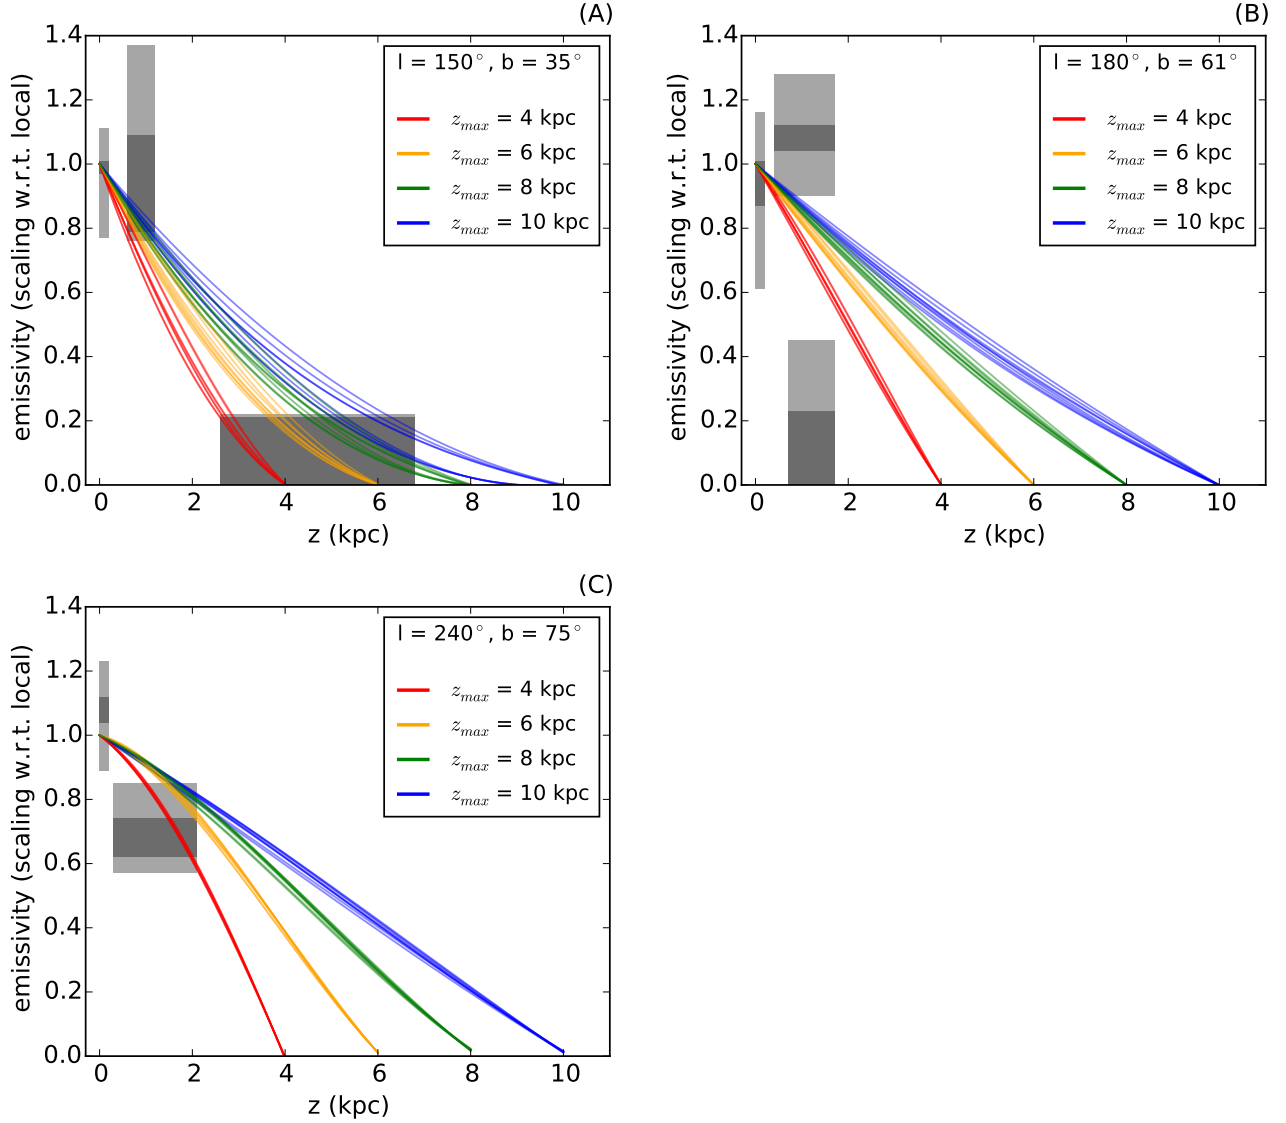 (A)
emissivity (scaling w.r.t. local)
1.4
1.2
1.0
0.8
0.6
0.4
0.2
0.0
l = 150°, b = 35°
z_max = 4 kpc
z_max = 6 kpc
z_max = 8 kpc
z_max = 10 kpc
0 2 4 6 8 10
z (kpc)
(B)
emissivity (scaling w.r.t. local)
1.4
1.2
1.0
0.8
0.6
0.4
0.2
0.0
l = 180°, b = 61°
z_max = 4 kpc
z_max = 6 kpc
z_max = 8 kpc
z_max = 10 kpc
0 2 4 6 8 10
z (kpc)
(C)
emissivity (scaling w.r.t. local)
1.4
1.2
1.0
0.8
0.6
0.4
0.2
0.0
l = 240°, b = 75°
z_max = 4 kpc
z_max = 6 kpc
z_max = 8 kpc
z_max = 10 kpc
0 2 4 6 8 10
z (kpc)